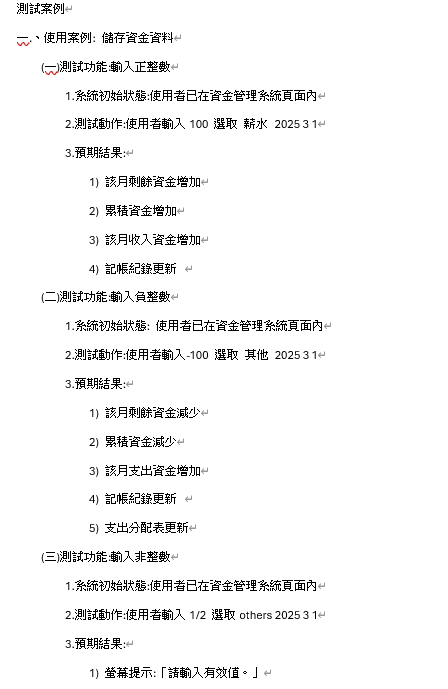 測試案例
一.、使用案例: 儲存資金資料
(一)測試功能:輸入正整數
1.系統初始狀態:使用者已在資金管理系統頁面內
2.測試動作:使用者輸入 100 選取 薪水 2025 3 1
3.預期結果:
1) 該月剩餘資金增加
2) 累積資金增加
3) 該月收入資金增加
4) 記帳紀錄更新
(二)測試功能:輸入負整數
1.系統初始狀態: 使用者已在資金管理系統頁面內
2.測試動作:使用者輸入-100 選取 其他 2025 3 1
3.預期結果:
1) 該月剩餘資金減少
2) 累積資金減少
3) 該月支出資金增加
4) 記帳紀錄更新
5) 支出分配表更新
(三)測試功能:輸入非整數
1.系統初始狀態:使用者已在資金管理系統頁面內
2.測試動作:使用者輸入 1/2 選取 others 2025 3 1
3.預期結果:
1) 螢幕提示:「請輸入有效值。」